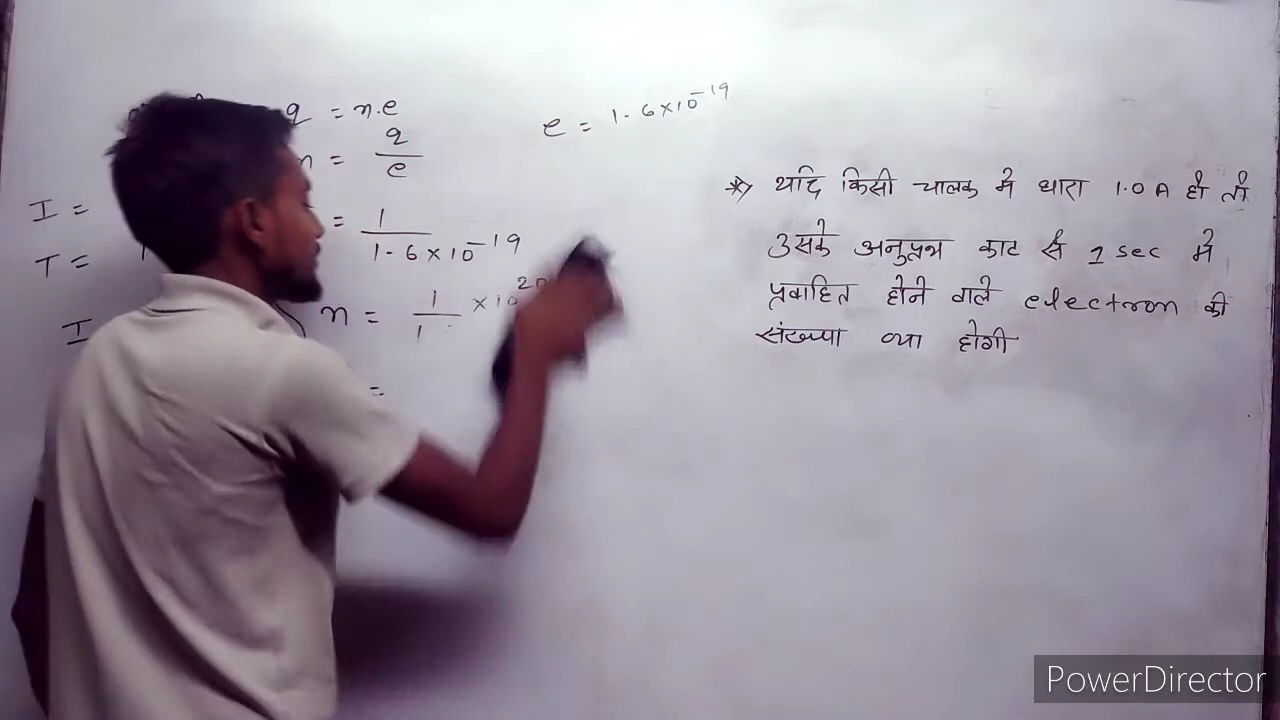 q = n.e
n = q/e
I =
= 1/1.6×10⁻¹⁹
T =
n = 1/1 ×10²⁰
I
=
e = 1.6×10⁻¹⁹
⁎⇒ यदि किसी चालक मे धारा 1.0 A हो तो
उसके अनुप्रस्थ काट से 1 sec मे
प्रवाहित होने वाले electron की
संख्या क्या होगी
PowerDirector